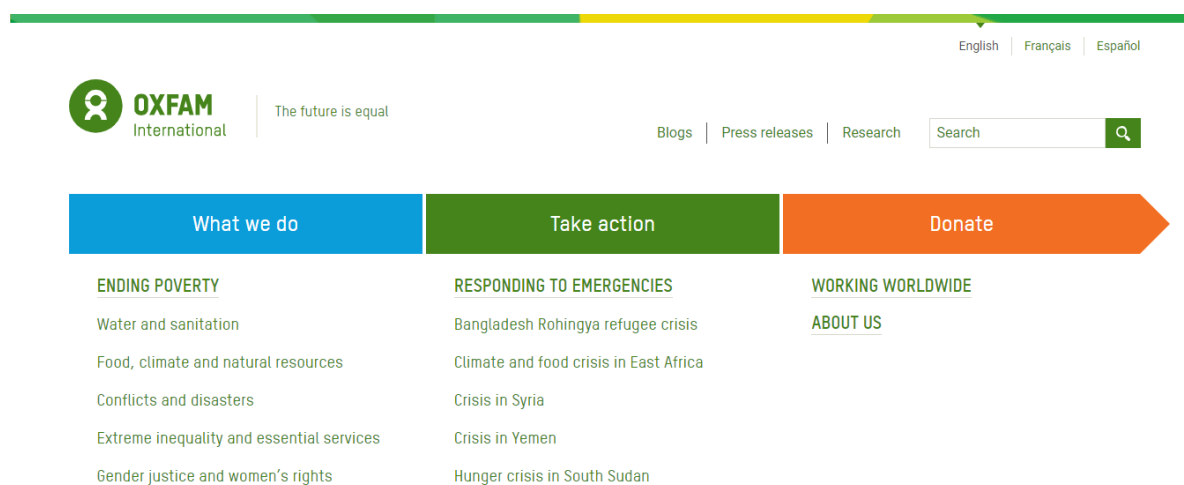 English Français Español
OXFAM
International
The future is equal
Blogs Press releases Research Search
What we do Take action Donate
ENDING POVERTY
Water and sanitation
Food, climate and natural resources
Conflicts and disasters
Extreme inequality and essential services
Gender justice and women's rights
RESPONDING TO EMERGENCIES
Bangladesh Rohingya refugee crisis
Climate and food crisis in East Africa
Crisis in Syria
Crisis in Yemen
Hunger crisis in South Sudan
WORKING WORLDWIDE
ABOUT US